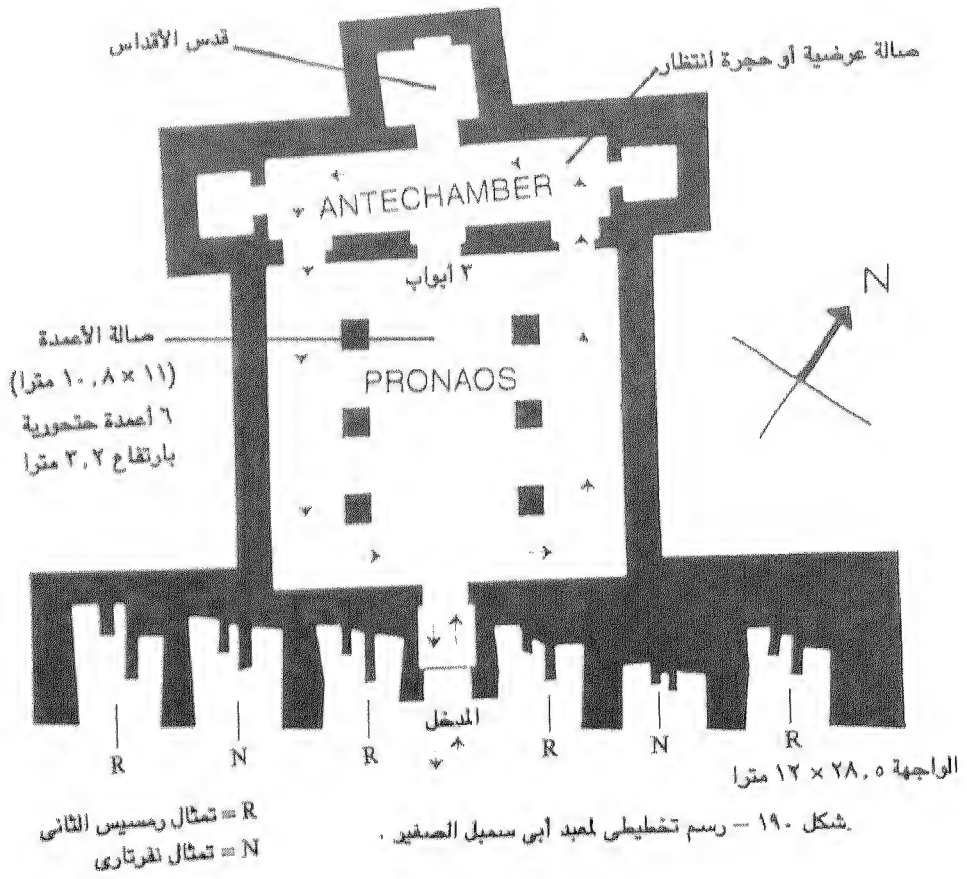 قدس الأقداس
صالة عرضية أو حجرة انتظار
ANTECHAMBER
٣ أبواب
N
صالة الأعمدة
(١١ × ١٠,٨ مترا)
٦ أعمدة حتحورية
بارتفاع ٣,٢ مترا
PRONAOS
المدخل
R
N
R
R
N
R
الواجهة ٢٨,٥ × ١٢ مترا
R = تمثال رمسيس الثانى
N = تمثال نفرتارى
شكل ١٩٠ – رسم تخطيطى لمعبد أبى سمبل الصغير .